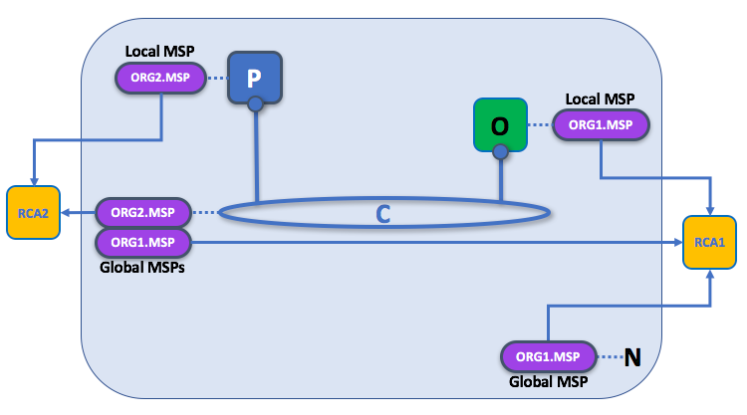 Local MSP
ORG2.MSP
P
Local MSP
O
ORG1.MSP
RCA2
ORG2.MSP
C
ORG1.MSP
RCA1
Global MSPs
ORG1.MSP
N
Global MSP